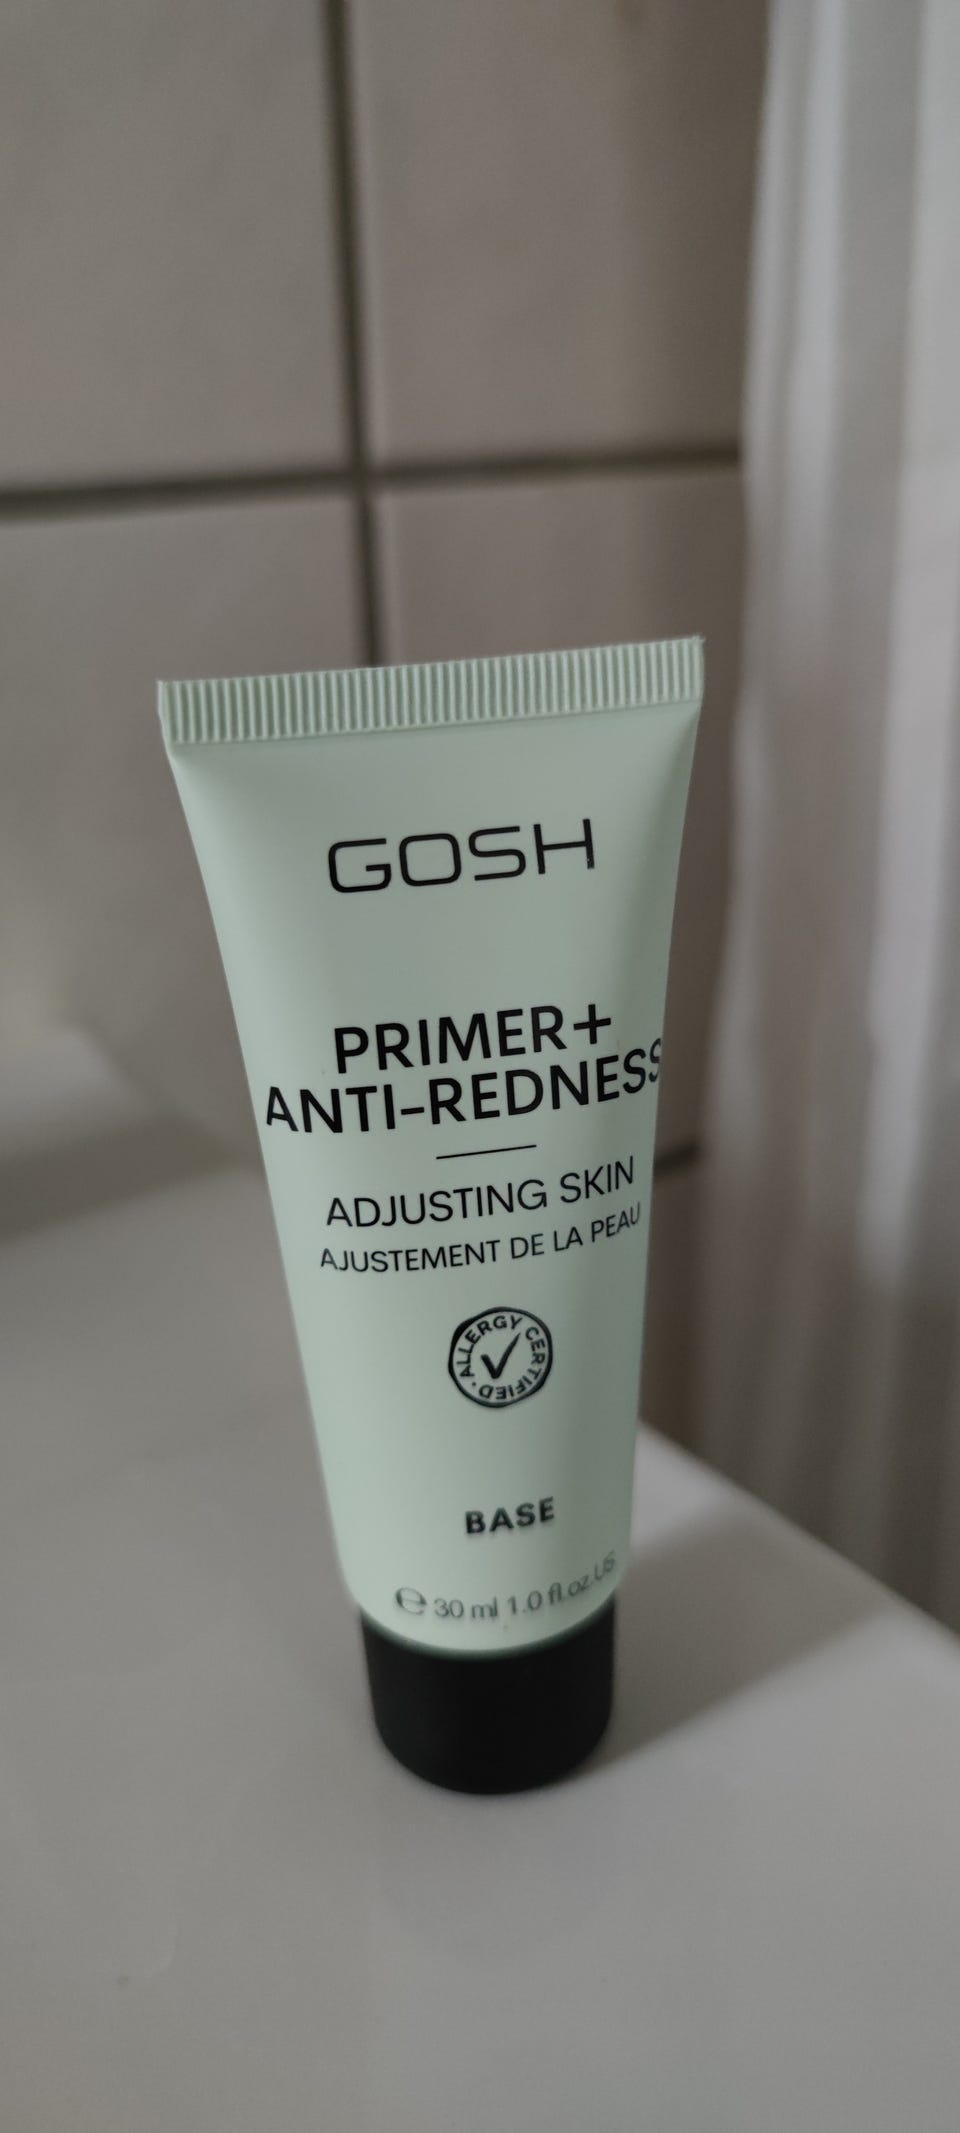 GOSH
PRIMER+
ANTI-REDNESS
ADJUSTING SKIN
AJUSTEMENT DE LA PEAU
ALLERGY CERTIFIED
BASE
℮ 30 ml 1.0 fl.oz.US